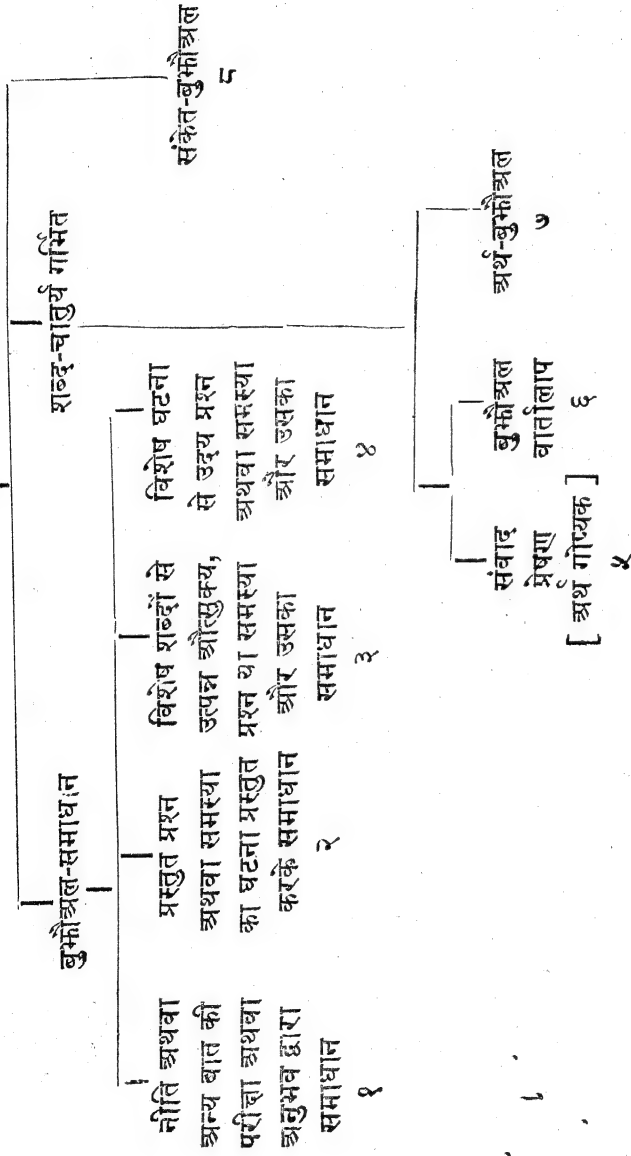 बुझौअल-समाधान
शब्द-चातुर्य गर्भित
संकेत-बुझौअल
८
नीति अथवा
अन्य बात की
परीक्षा अथवा
अनुभव द्वारा
समाधान
१
प्रस्तुत प्रश्न
अथवा समस्या
का घटना प्रस्तुत
करके समाधान
२
विशेष शब्दों से
उत्पन्न औत्सुक्य,
प्रश्न या समस्या
और उसका
समाधान
३
विशेष घटना
से उदय प्रश्न
अथवा समस्या
और उसका
समाधान
४
संवाद
प्रेषण
[ अर्थ गोप्यक ]
५
बुझौअल
वार्तालाप
६
अर्थ-बुझौअल
७